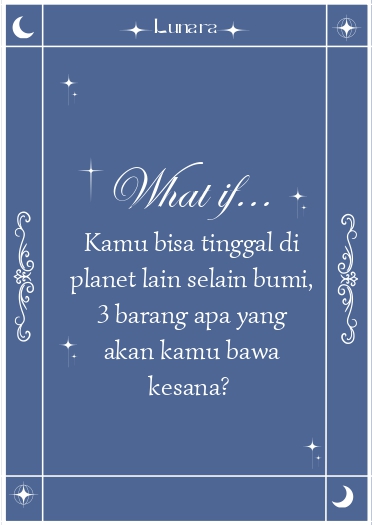 Lunara
What if...
Kamu bisa tinggal di
planet lain selain bumi,
3 barang apa yang
akan kamu bawa
kesana?